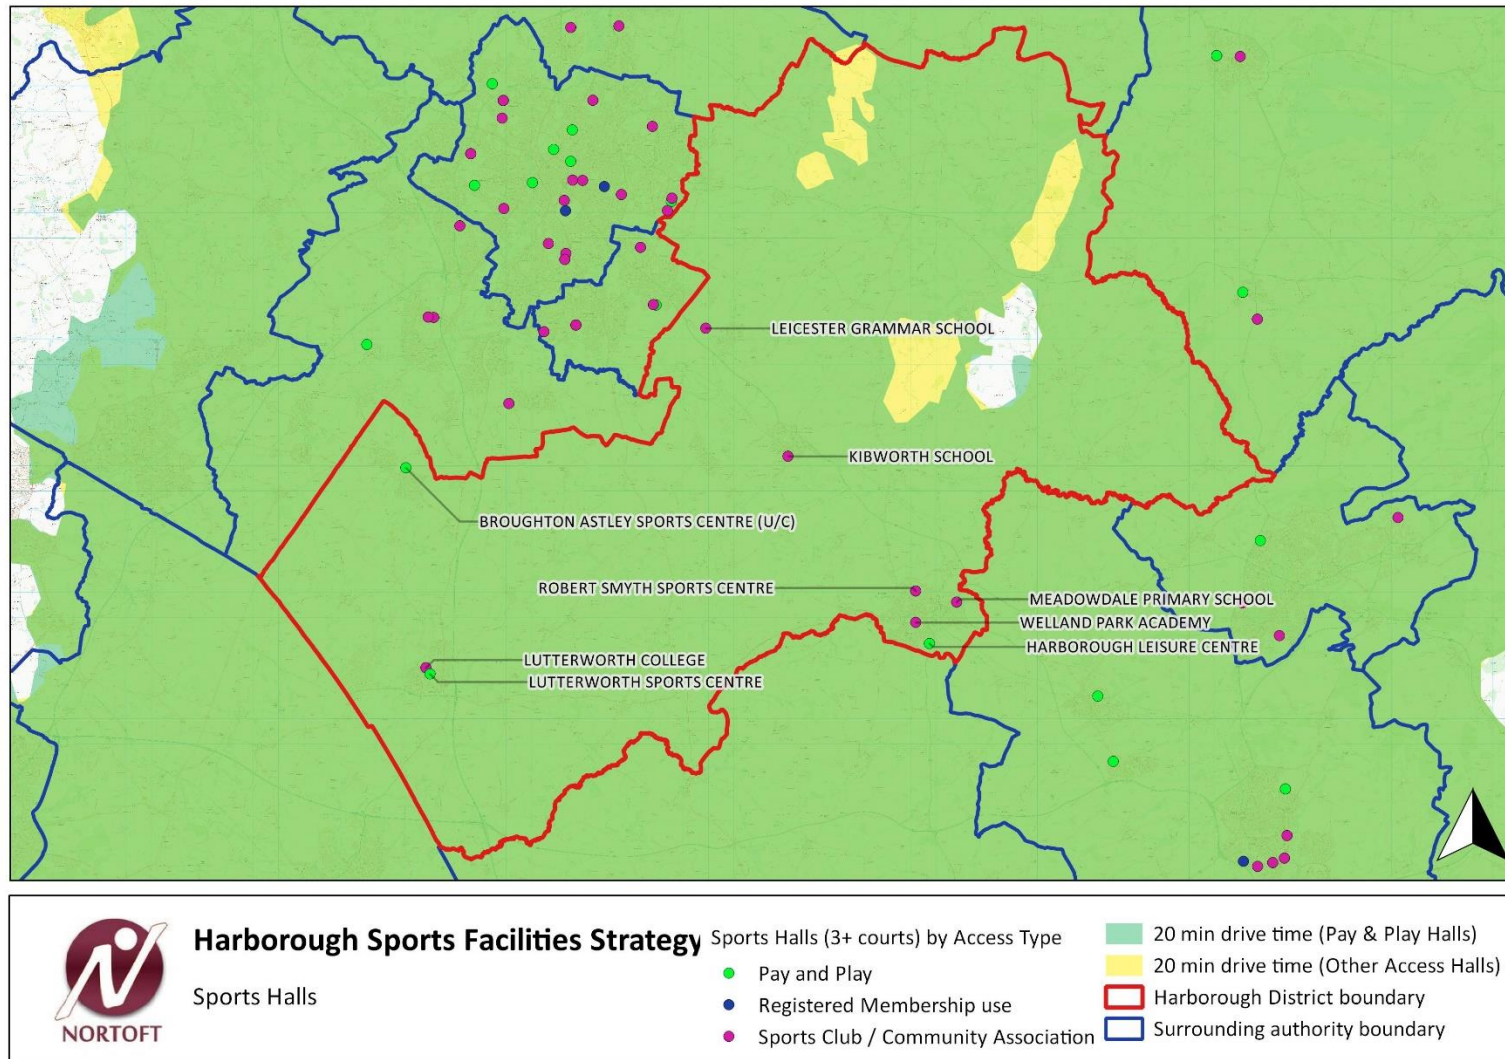 LEICESTER GRAMMAR SCHOOL
KIBWORTH SCHOOL
BROUGHTON ASTLEY SPORTS CENTRE (U/C)
ROBERT SMYTH SPORTS CENTRE
MEADOWDALE PRIMARY SCHOOL
WELLAND PARK ACADEMY
HARBOROUGH LEISURE CENTRE
LUTTERWORTH COLLEGE
LUTTERWORTH SPORTS CENTRE
NORTOFT
Harborough Sports Facilities Strategy
Sports Halls
Sports Halls (3+ courts) by Access Type
Pay and Play
Registered Membership use
Sports Club / Community Association
20 min drive time (Pay & Play Halls)
20 min drive time (Other Access Halls)
Harborough District boundary
Surrounding authority boundary